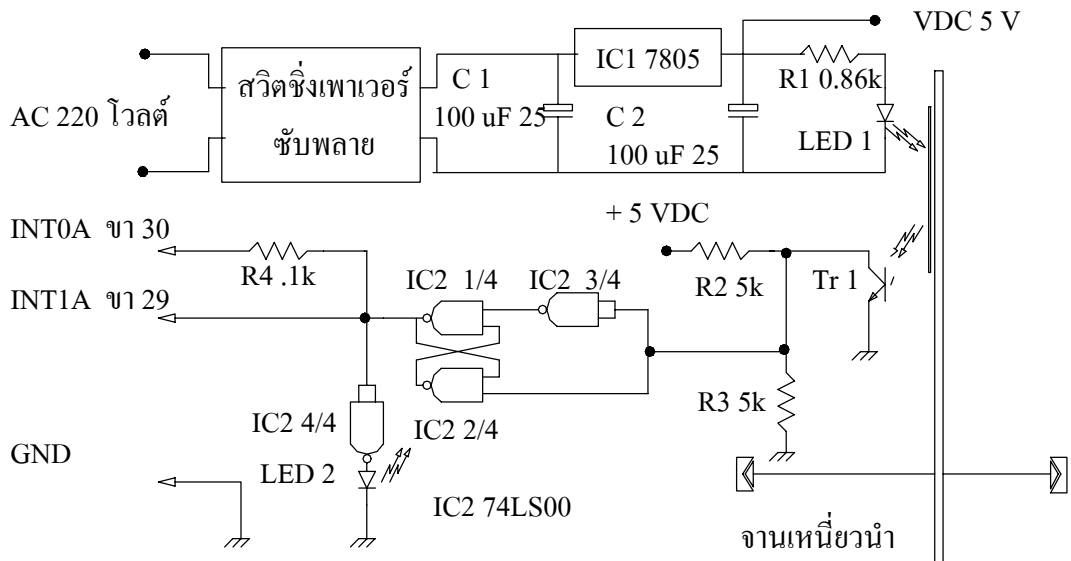 VDC 5 V
IC1 7805
R1 0.86k
สวิตชิ่งเพาเวอร์
ซับพลาย
C 1
100 uF 25
C 2
100 uF 25
AC 220 โวลต์
LED 1
+ 5 VDC
INT0A ขา 30
R4 .1k
IC2 1/4
IC2 3/4
R2 5k
Tr 1
INT1A ขา 29
R3 5k
IC2 4/4
IC2 2/4
GND
LED 2
IC2 74LS00
จานเหนี่ยวนำ